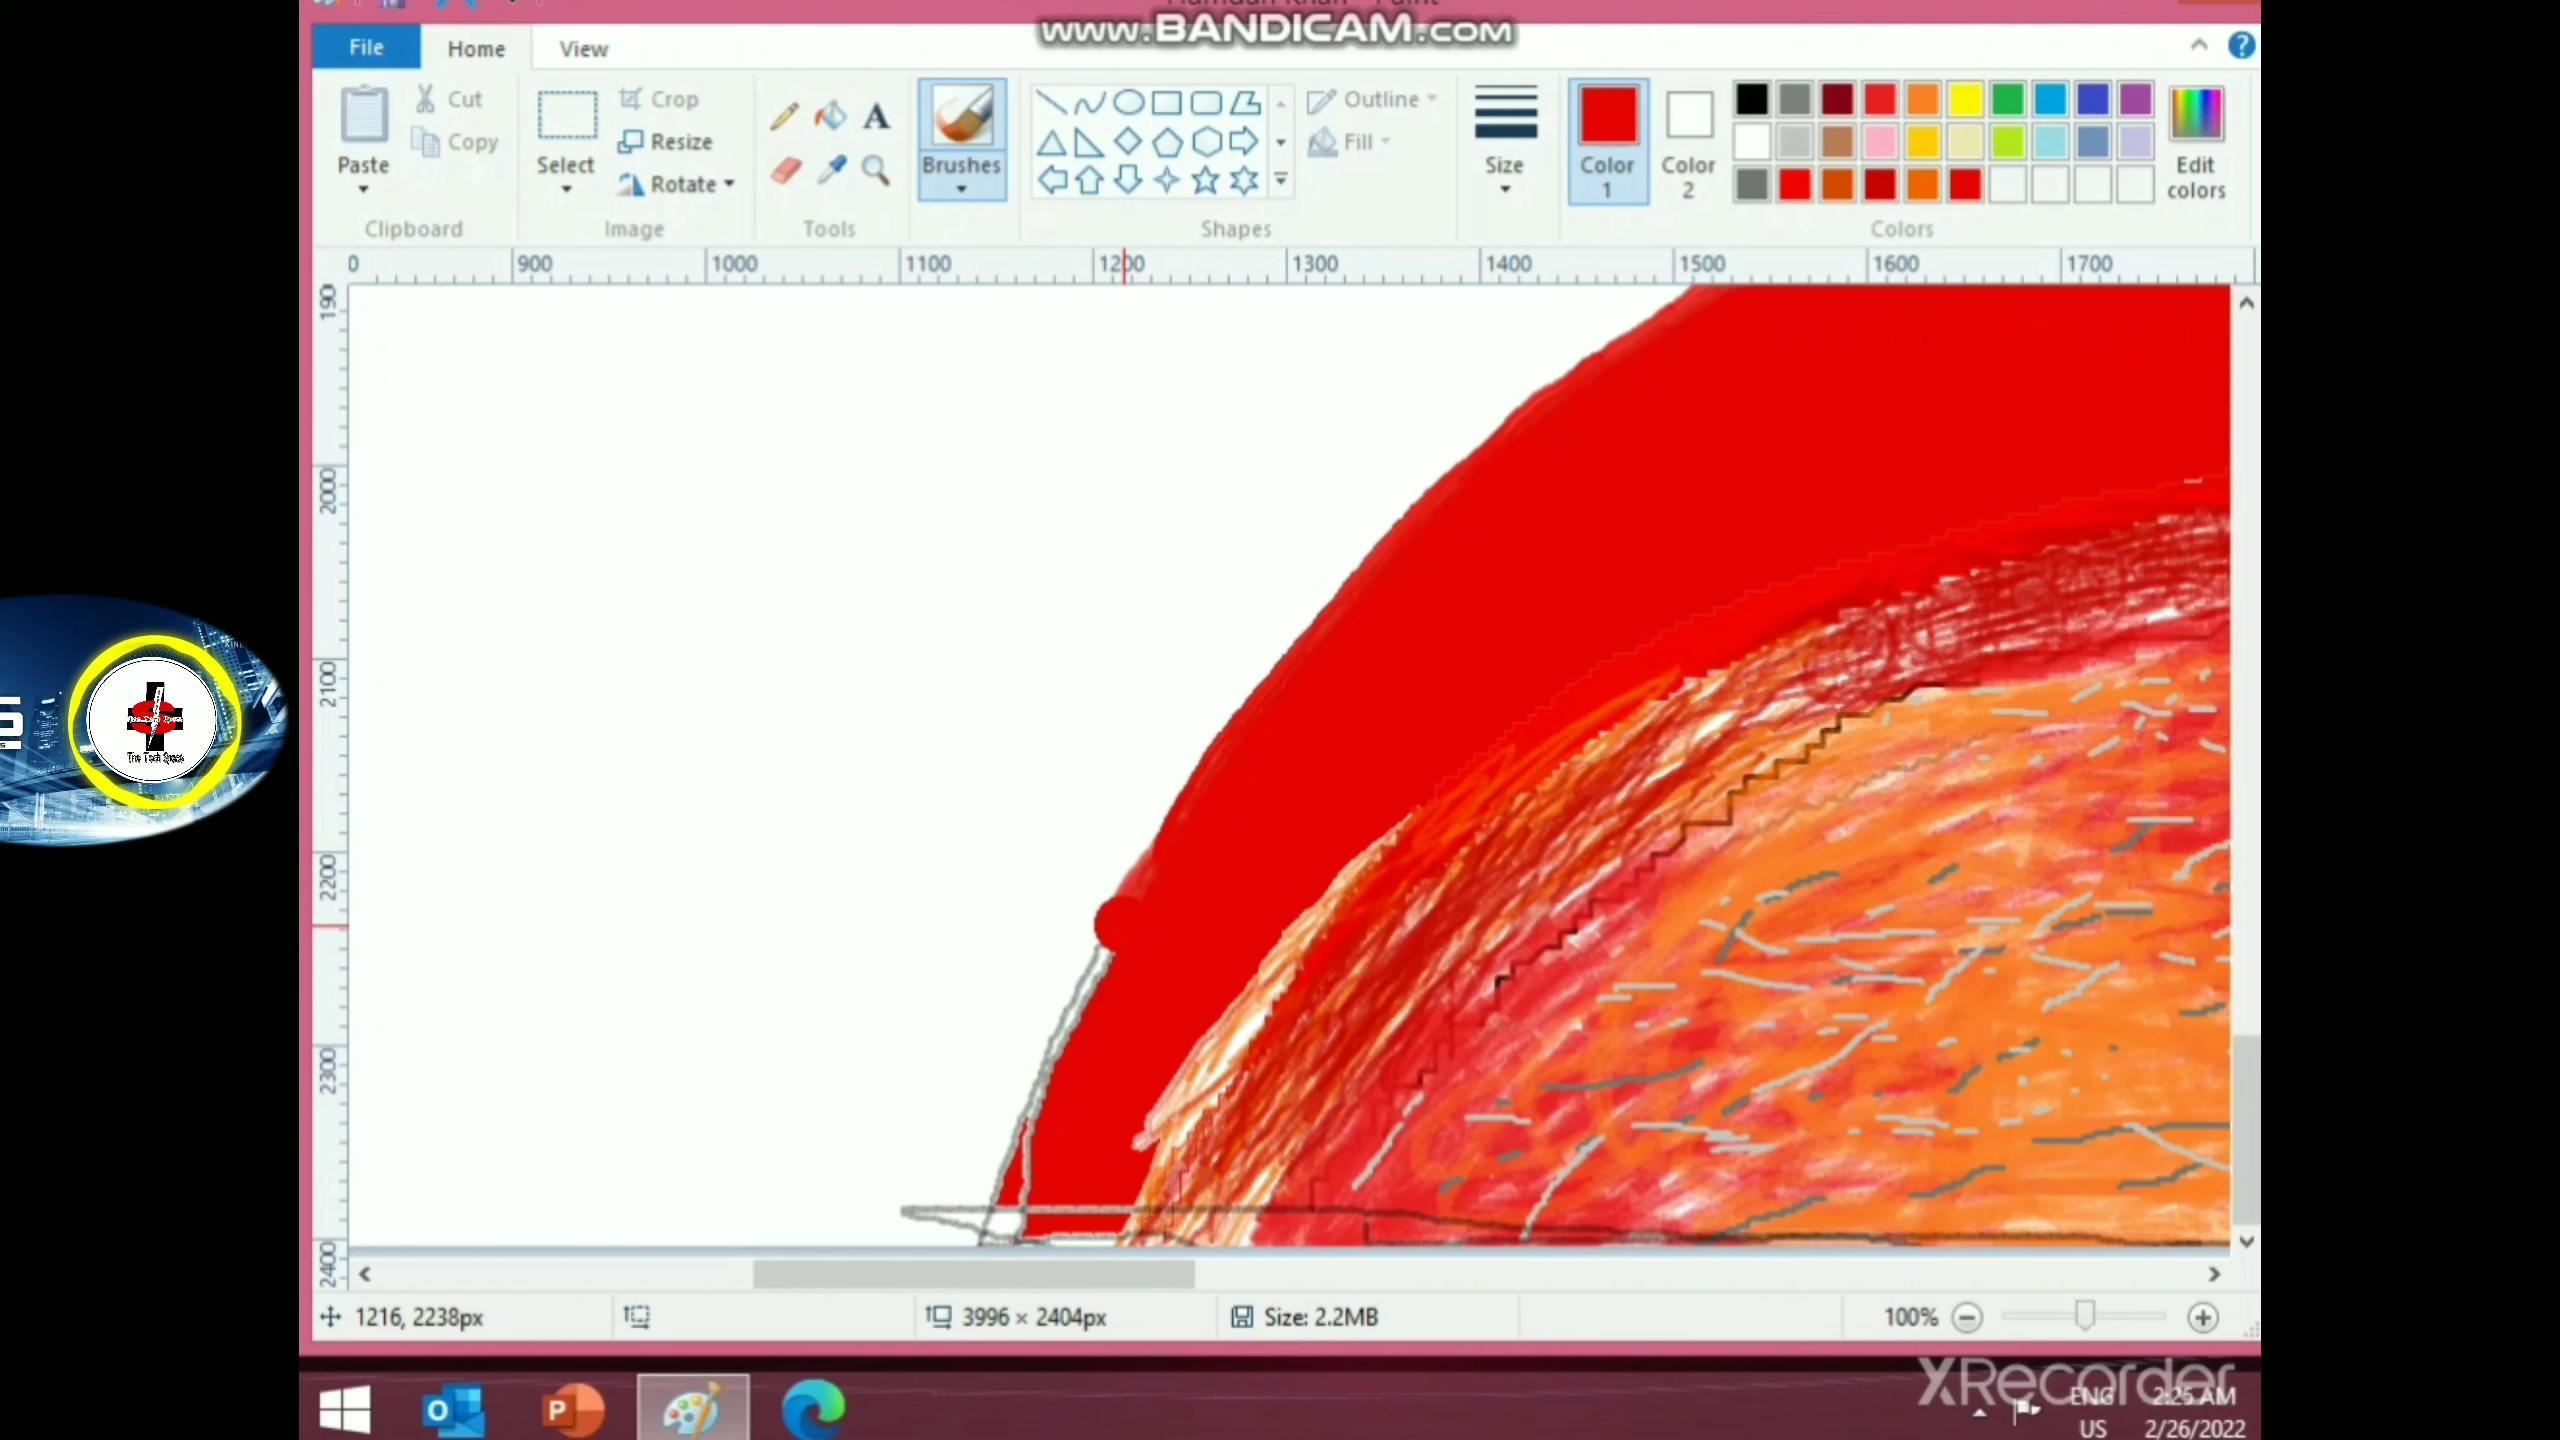 www.BANDICAM.com
File Home View
Cut
Copy
Paste
Clipboard
Select
Crop
Resize
Rotate
Image
Tools
Brushes
Shapes
Outline
Fill
Size
Color 1
Color 2
Colors
Edit colors
0 900 1000 1100 1200 1300 1400 1500 1600 1700
190
2000
2100
2200
2300
2400
S
The Tech Space
1216, 2238px
3996 × 2404px
Size: 2.2MB
100%
XRecorder
ENG
US
2:25 AM
2/26/2022